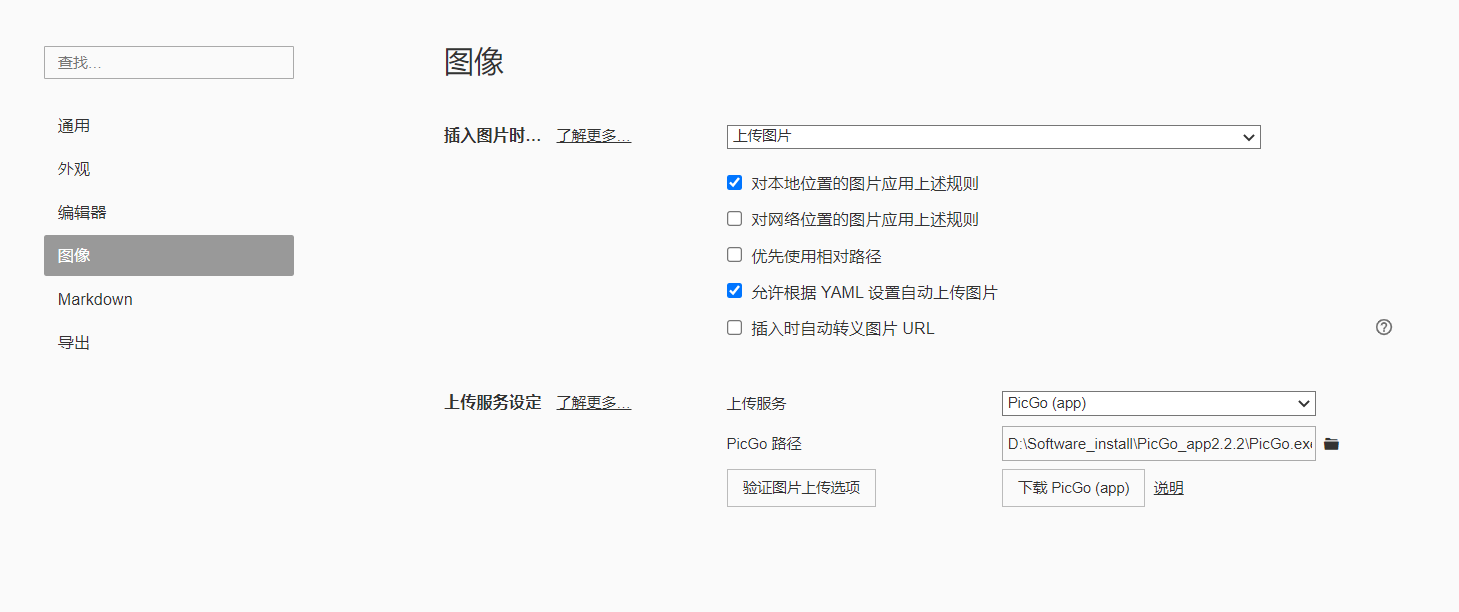 查找...
通用
外观
编辑器
图像
Markdown
导出
图像
插入图片时... 了解更多... 上传图片
对本地位置的图片应用上述规则
对网络位置的图片应用上述规则
优先使用相对路径
允许根据 YAML 设置自动上传图片
插入时自动转义图片 URL
上传服务设定 了解更多... 上传服务 PicGo (app)
PicGo 路径 D:\Software_install\PicGo_app2.2.2\PicGo.exe
验证图片上传选项 下载 PicGo (app) 说明